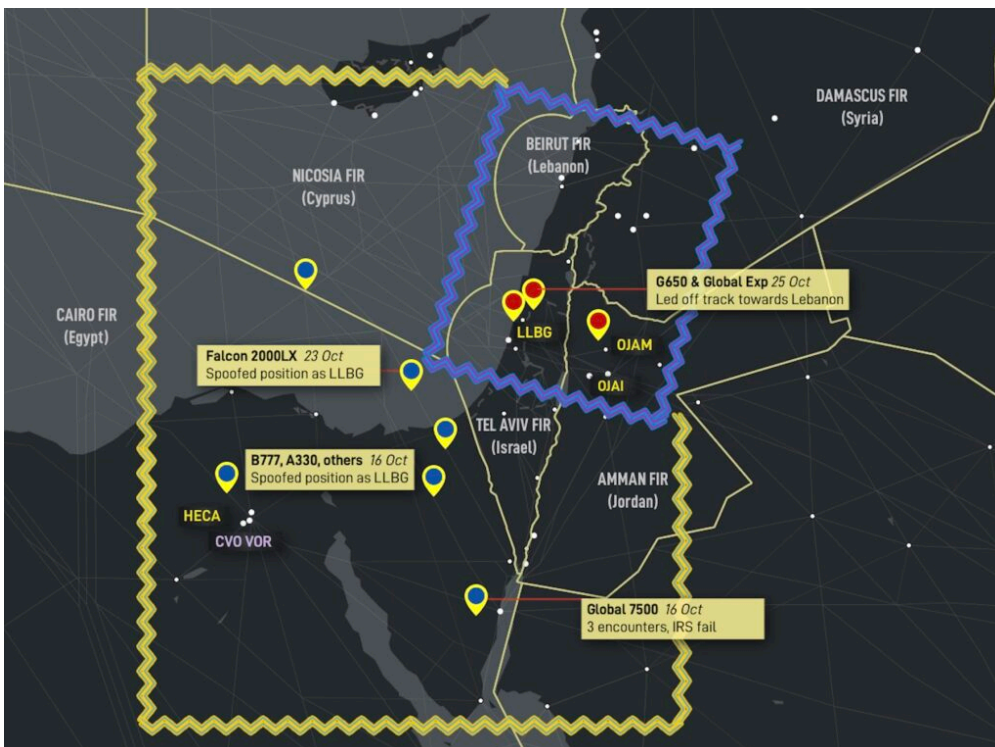 DAMASCUS FIR
(Syria)
BEIRUT FIR
(Lebanon)
NICOSIA FIR
(Cyprus)
G650 & Global Exp 25 Oct
Led off track towards Lebanon
CAIRO FIR
(Egypt)
LLBG
OJAM
Falcon 2000LX 23 Oct
Spoofed position as LLBG
OJAI
TEL AVIV FIR
(Israel)
B777, A330, others 16 Oct
Spoofed position as LLBG
AMMAN FIR
(Jordan)
HECA
CVO VOR
Global 7500 16 Oct
3 encounters, IRS fail